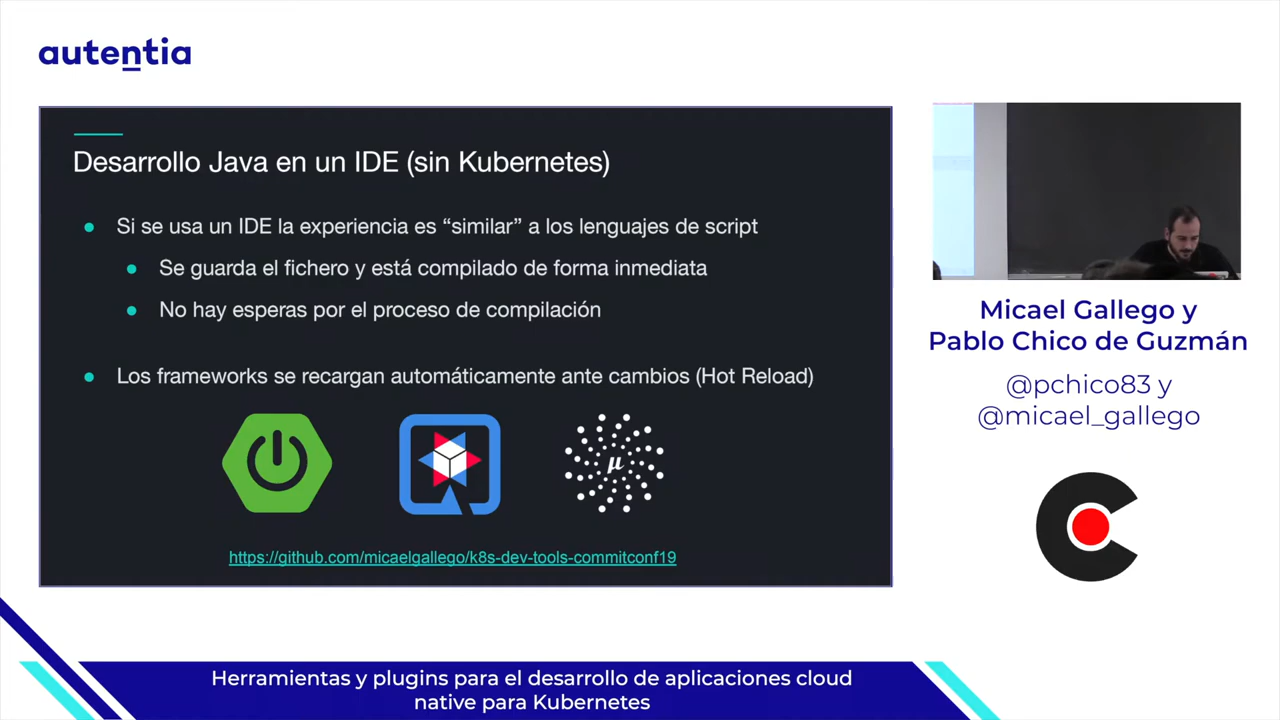 autentia
Desarrollo Java en un IDE (sin Kubernetes)
Si se usa un IDE la experiencia es “similar” a los lenguajes de script
Se guarda el fichero y está compilado de forma inmediata
No hay esperas por el proceso de compilación
Los frameworks se recargan automáticamente ante cambios (Hot Reload)
μ
https://github.com/micaelgallego/k8s-dev-tools-commitconf19
Micael Gallego y
Pablo Chico de Guzmán
@pchico83 y
@micael_gallego
Herramientas y plugins para el desarrollo de aplicaciones cloud
native para Kubernetes